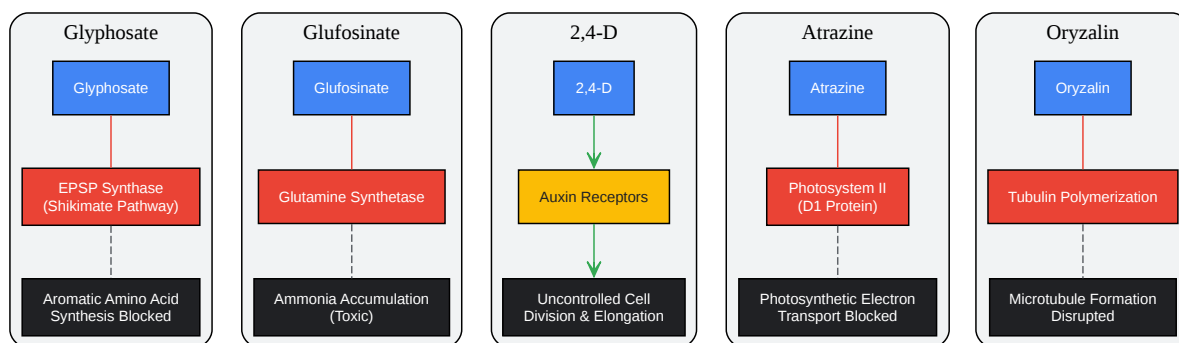 Glyphosate
Glyphosate
EPSP Synthase
(Shikimate Pathway)
Aromatic Amino Acid
Synthesis Blocked
Glufosinate
Glufosinate
Glutamine Synthetase
Ammonia Accumulation
(Toxic)
2,4-D
2,4-D
Auxin Receptors
Uncontrolled Cell
Division & Elongation
Atrazine
Atrazine
Photosystem II
(D1 Protein)
Photosynthetic Electron
Transport Blocked
Oryzalin
Oryzalin
Tubulin Polymerization
Microtubule Formation
Disrupted